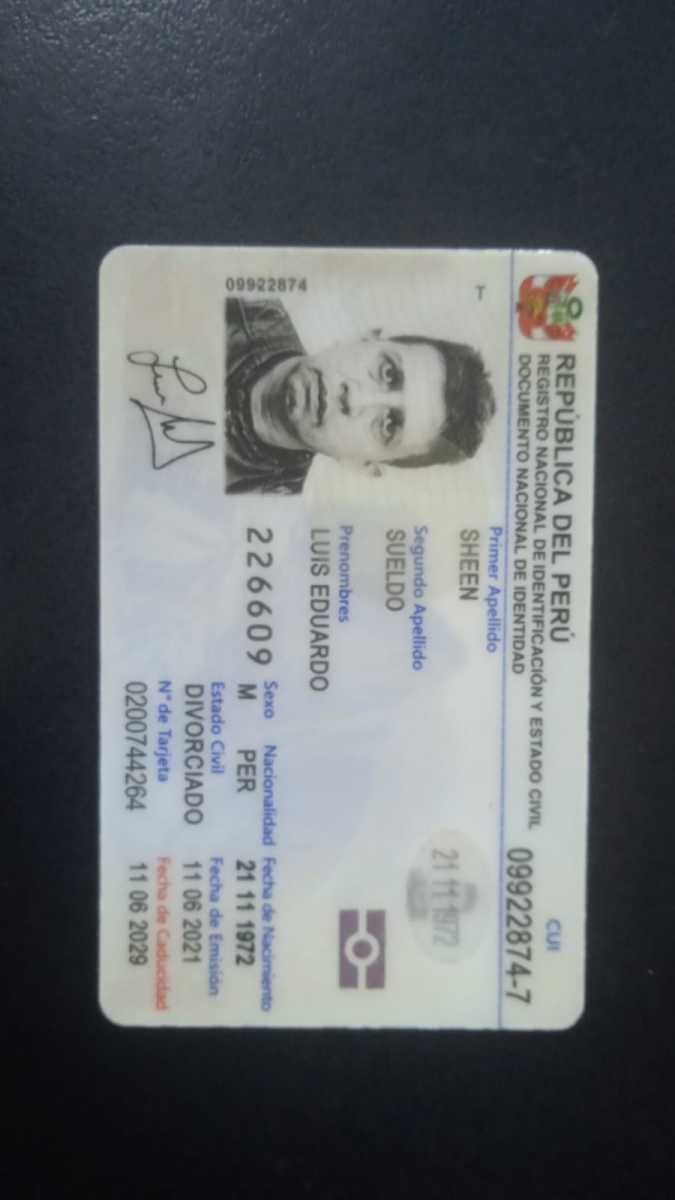 REPÚBLICA DEL PERÚ
REGISTRO NACIONAL DE IDENTIFICACIÓN Y ESTADO CIVIL
DOCUMENTO NACIONAL DE IDENTIDAD
CUI
09922874-7
T
Primer Apellido
SHEEN
Segundo Apellido
SUELDO
Prenombres
LUIS EDUARDO
21 11 1972
09922874
226609
Sexo Nacionalidad Fecha de Nacimiento
M PER 21 11 1972
Estado Civil Fecha de Emisión
DIVORCIADO 11 06 2021
N° de Tarjeta Fecha de Caducidad
0200744264 11 06 2029